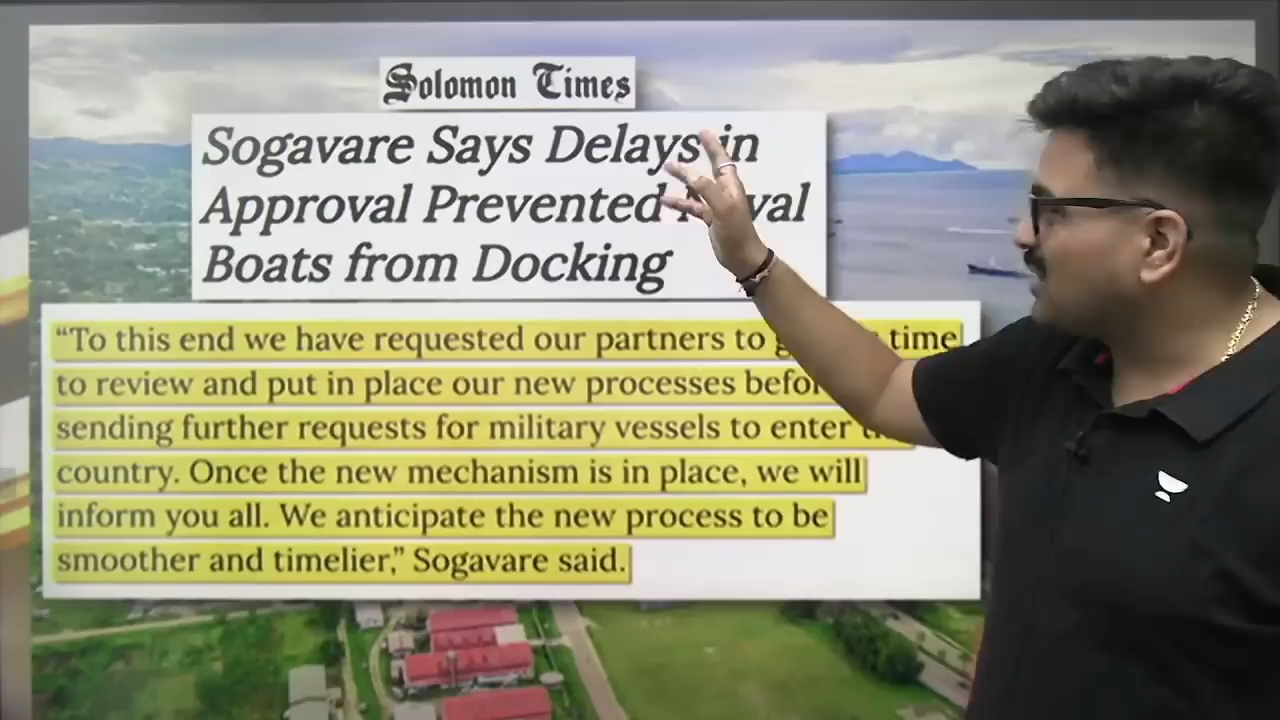 Solomon Times
Sogavare Says Delays in
Approval Prevented
Boats from Docking
“To this end we have requested our partners to time
to review and put in place our new processes
sending further requests for military vessels to enter
country. Once the new mechanism is in place, we will
inform you all. We anticipate the new process to be
smoother and timelier,” Sogavare said.